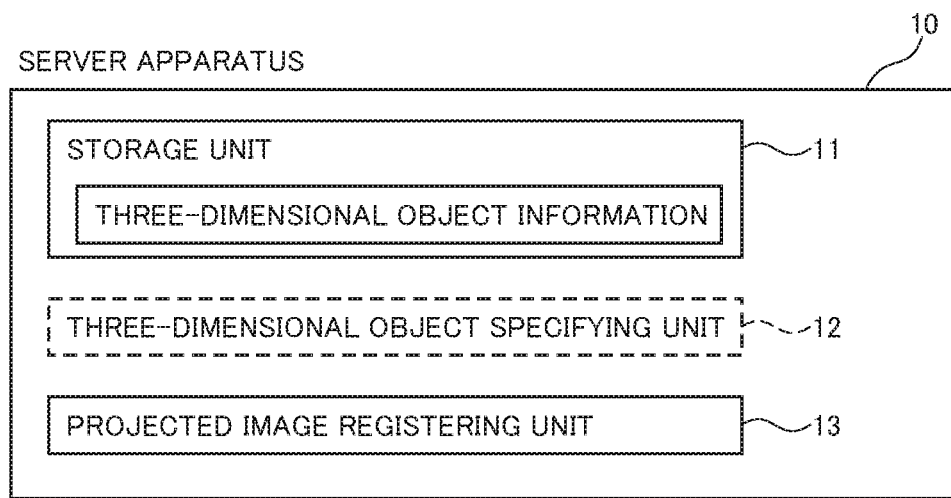 10
SERVER APPARATUS
STORAGE UNIT
11
THREE-DIMENSIONAL OBJECT INFORMATION
THREE-DIMENSIONAL OBJECT SPECIFYING UNIT
12
PROJECTED IMAGE REGISTERING UNIT
13